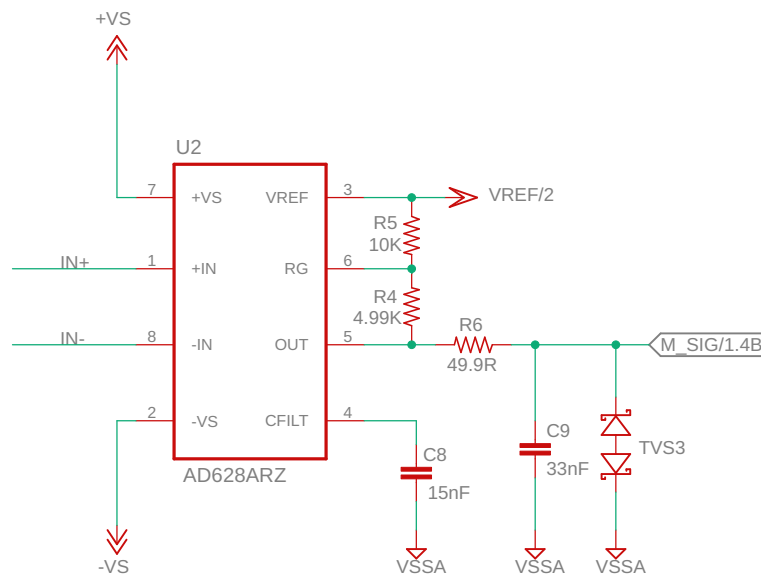 +VS
U2
7
+VS
VREF
3
VREF/2
R5
10K
IN+
1
+IN
RG
6
R4
4.99K
IN-
8
-IN
OUT
5
R6
49.9R
M_SIG/1.4B
2
-VS
CFILT
4
C8
15nF
C9
33nF
TVS3
AD628ARZ
-VS
VSSA
VSSA
VSSA